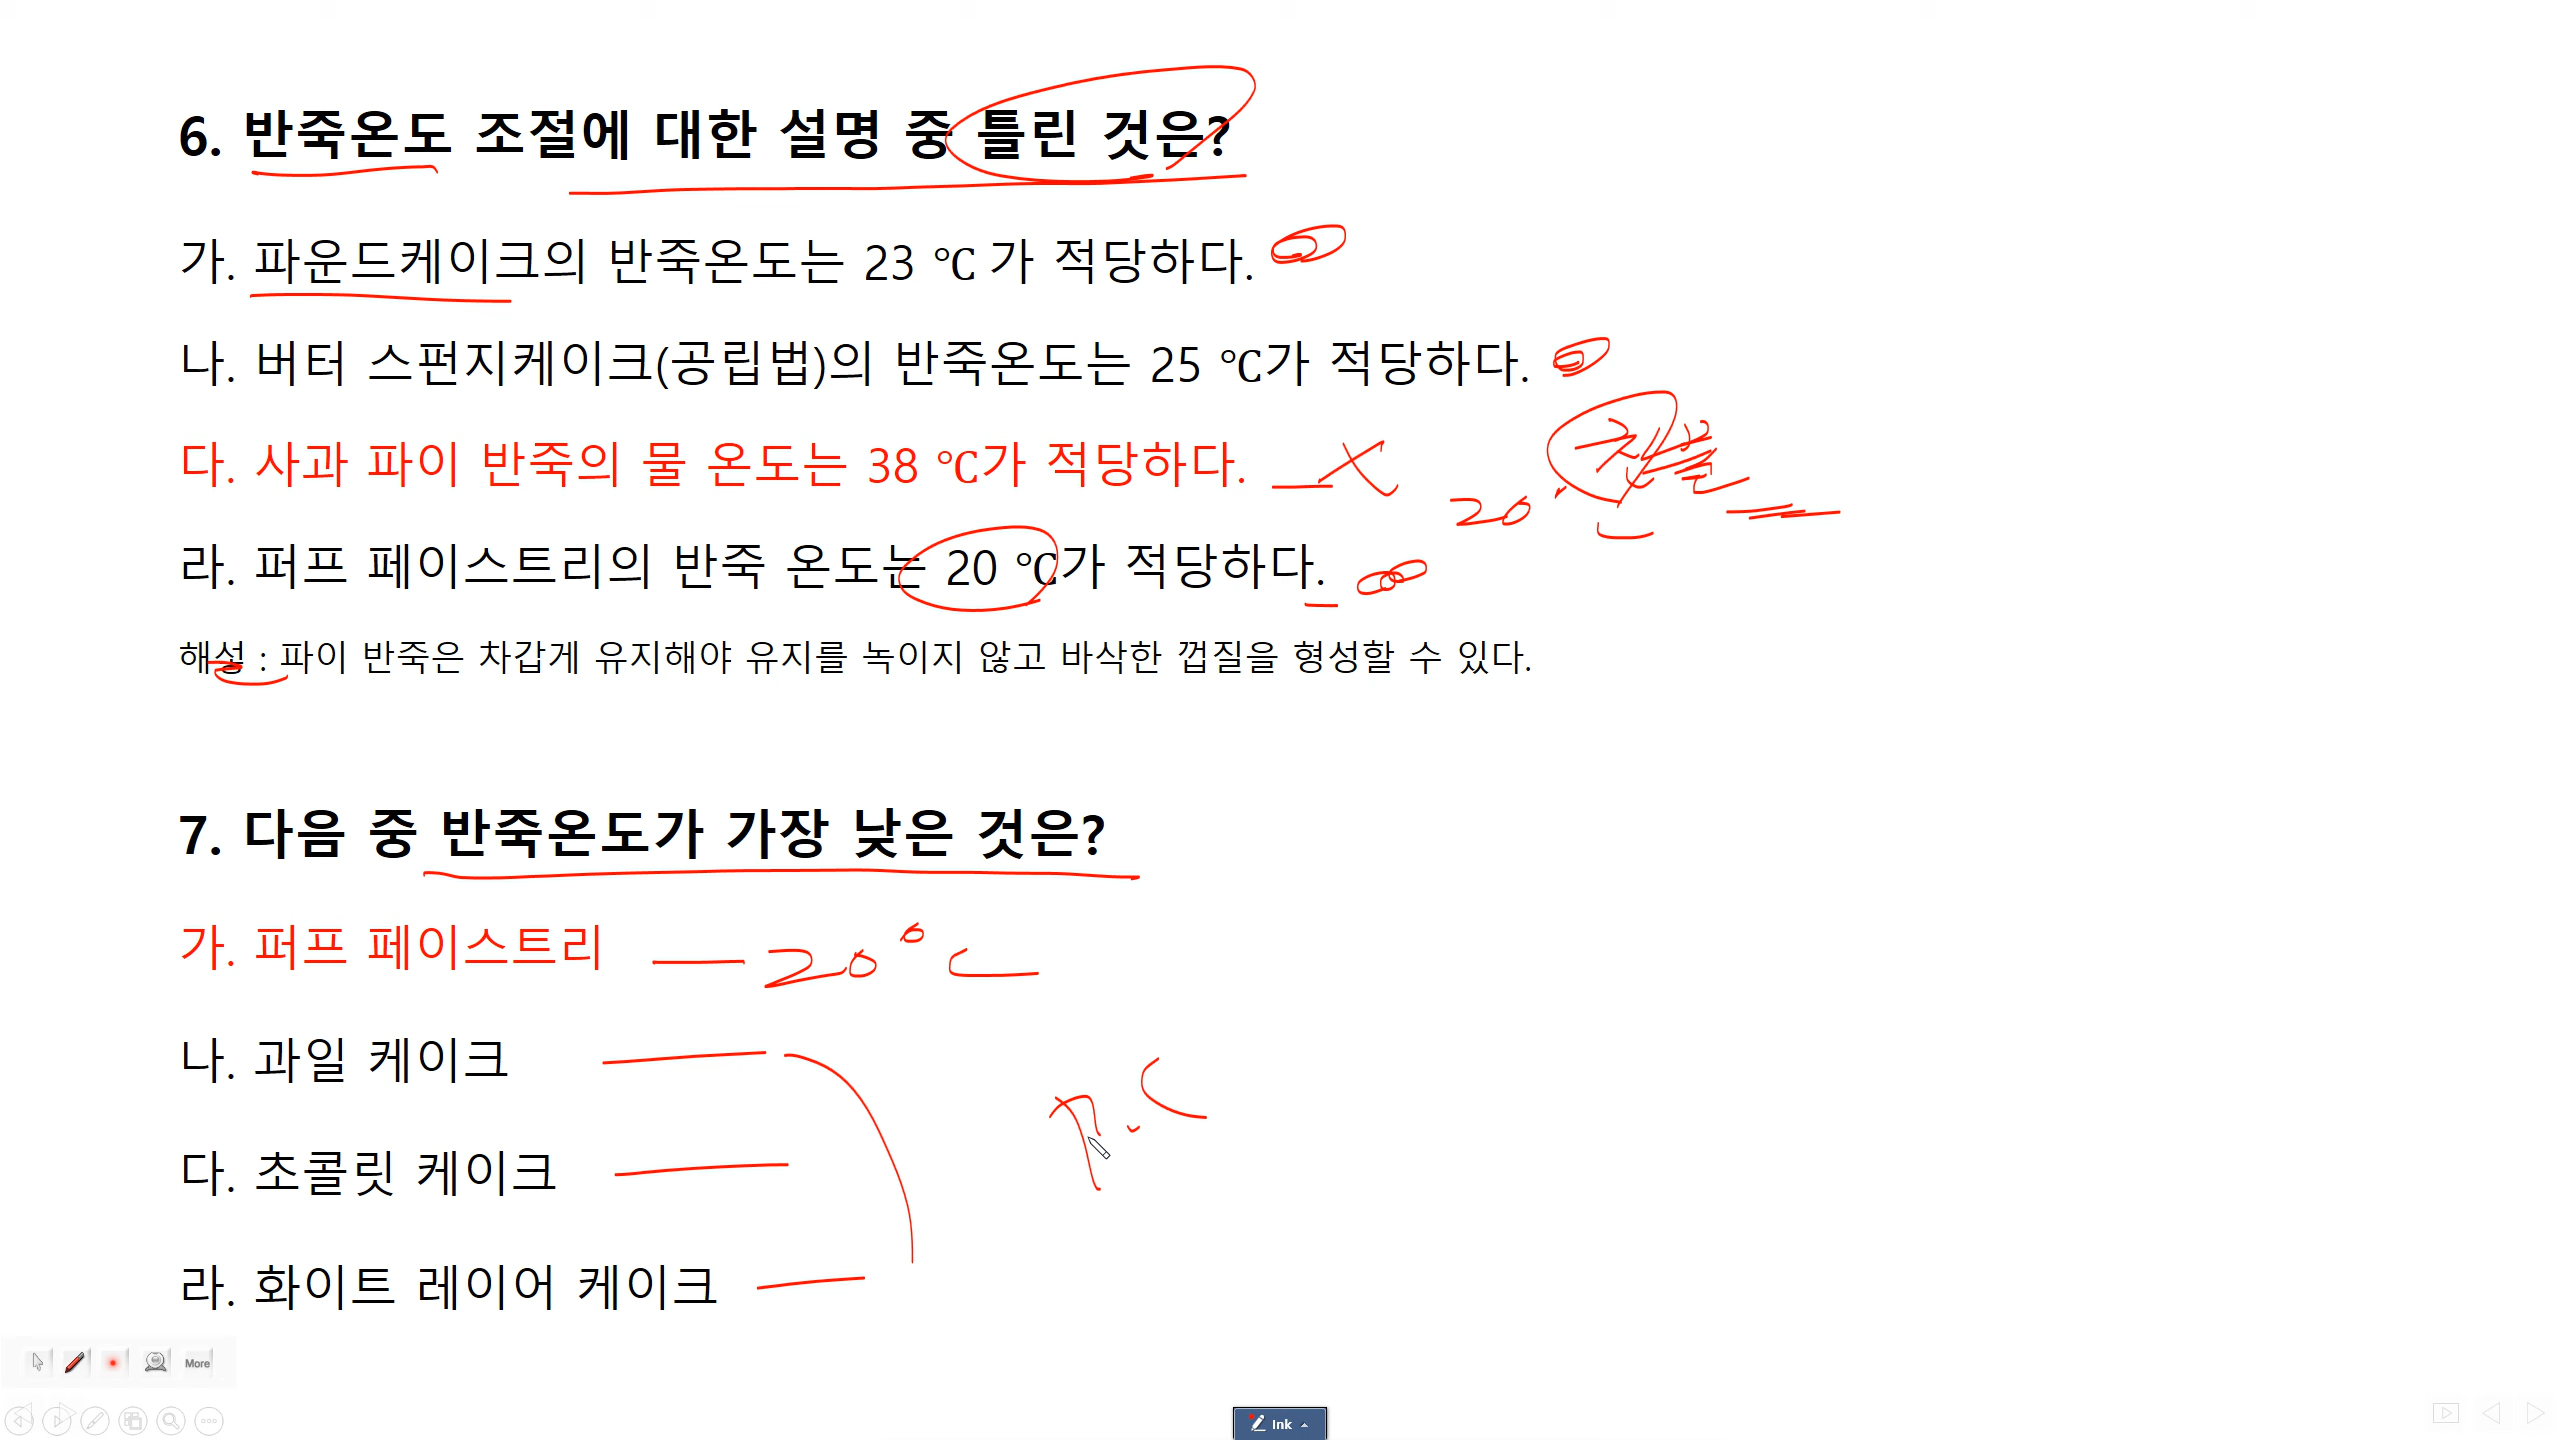 6. 반죽온도 조절에 대한 설명 중 틀린 것은?
가. 파운드케이크의 반죽온도는 23 ℃ 가 적당하다.
나. 버터 스펀지케이크(공립법)의 반죽온도는 25 ℃가 적당하다.
다. 사과 파이 반죽의 물 온도는 38 ℃가 적당하다.
20°
라. 퍼프 페이스트리의 반죽 온도는 20 ℃가 적당하다.
해설 : 파이 반죽은 차갑게 유지해야 유지를 녹이지 않고 바삭한 껍질을 형성할 수 있다.
7. 다음 중 반죽온도가 가장 낮은 것은?
가. 퍼프 페이스트리 20°C
나. 과일 케이크
다. 초콜릿 케이크
라. 화이트 레이어 케이크
More
Ink